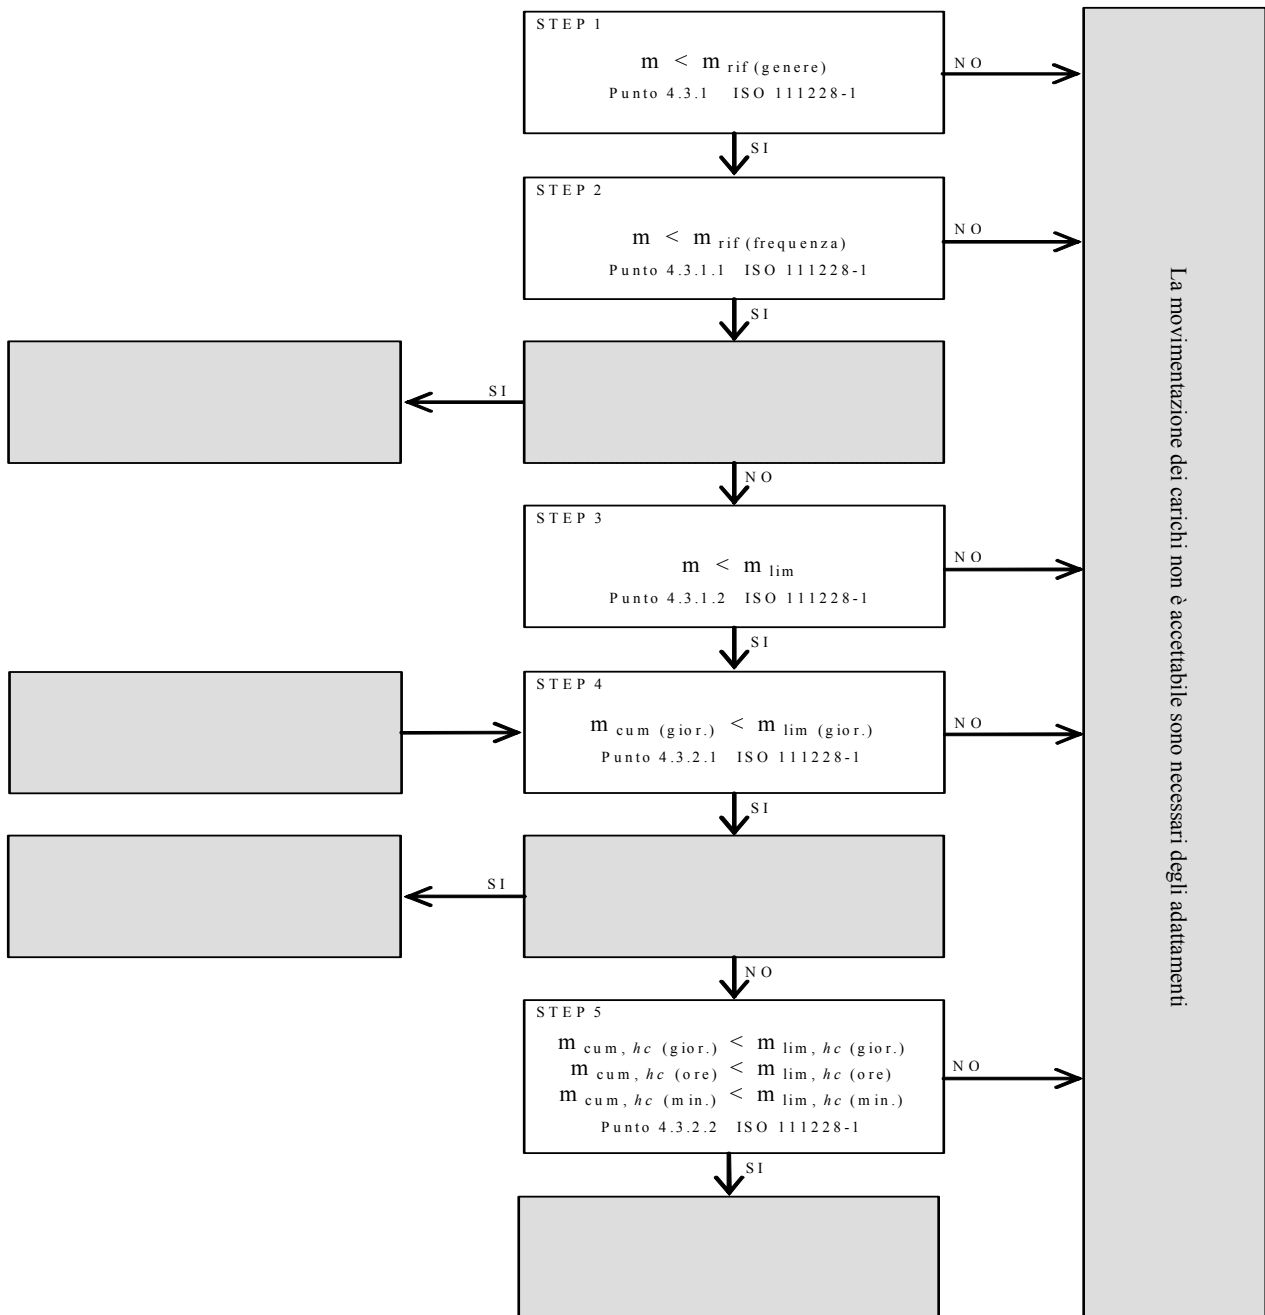 STEP 1
m < m rif (genere)
NO
Punto 4.3.1 ISO 111228-1
SI
STEP 2
m < m rif (frequenza)
NO
Punto 4.3.1.1 ISO 111228-1
SI
SI
NO
STEP 3
m < m lim
NO
Punto 4.3.1.2 ISO 111228-1
SI
STEP 4
m cum (gior.) < m lim (gior.)
NO
Punto 4.3.2.1 ISO 111228-1
SI
SI
NO
STEP 5
m cum, hc (gior.) < m lim, hc (gior.)
m cum, hc (ore) < m lim, hc (ore)
NO
m cum, hc (min.) < m lim, hc (min.)
Punto 4.3.2.2 ISO 111228-1
SI
La movimentazione dei carichi non è accettabile sono necessari degli adattamenti